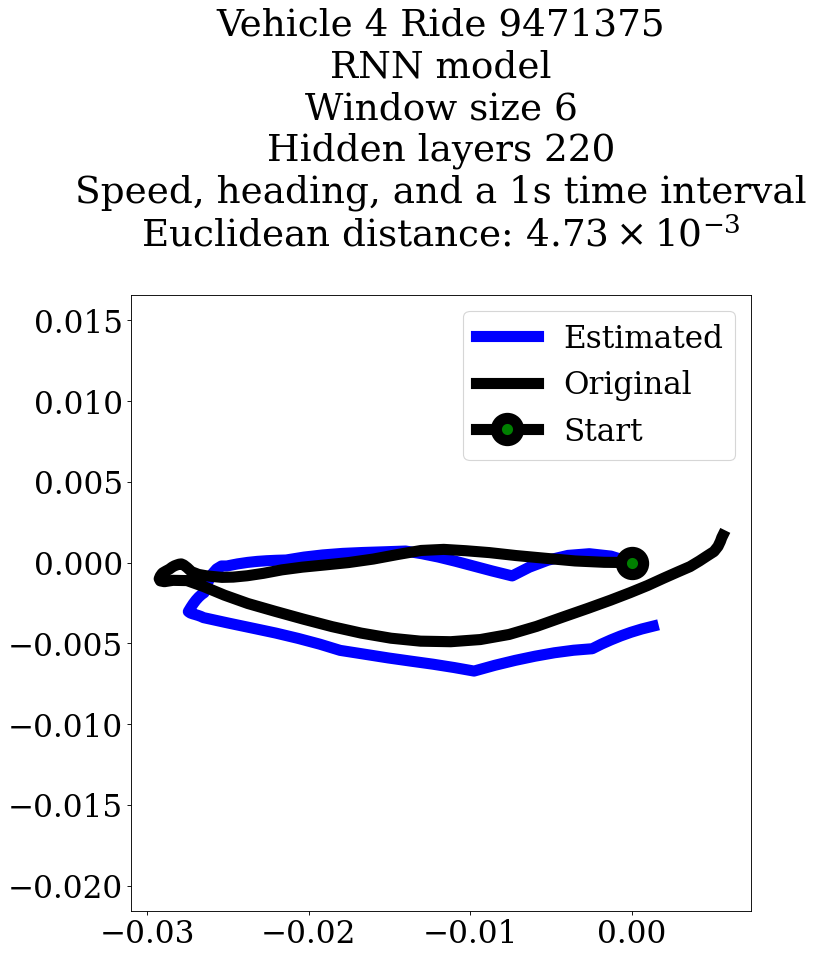 Vehicle 4 Ride 9471375
RNN model
Window size 6
Hidden layers 220
Speed, heading, and a 1s time interval
Euclidean distance: 4.73 × 10⁻³
Estimated
Original
Start
0.015
0.010
0.005
0.000
−0.005
−0.010
−0.015
−0.020
−0.03 −0.02 −0.01 0.00